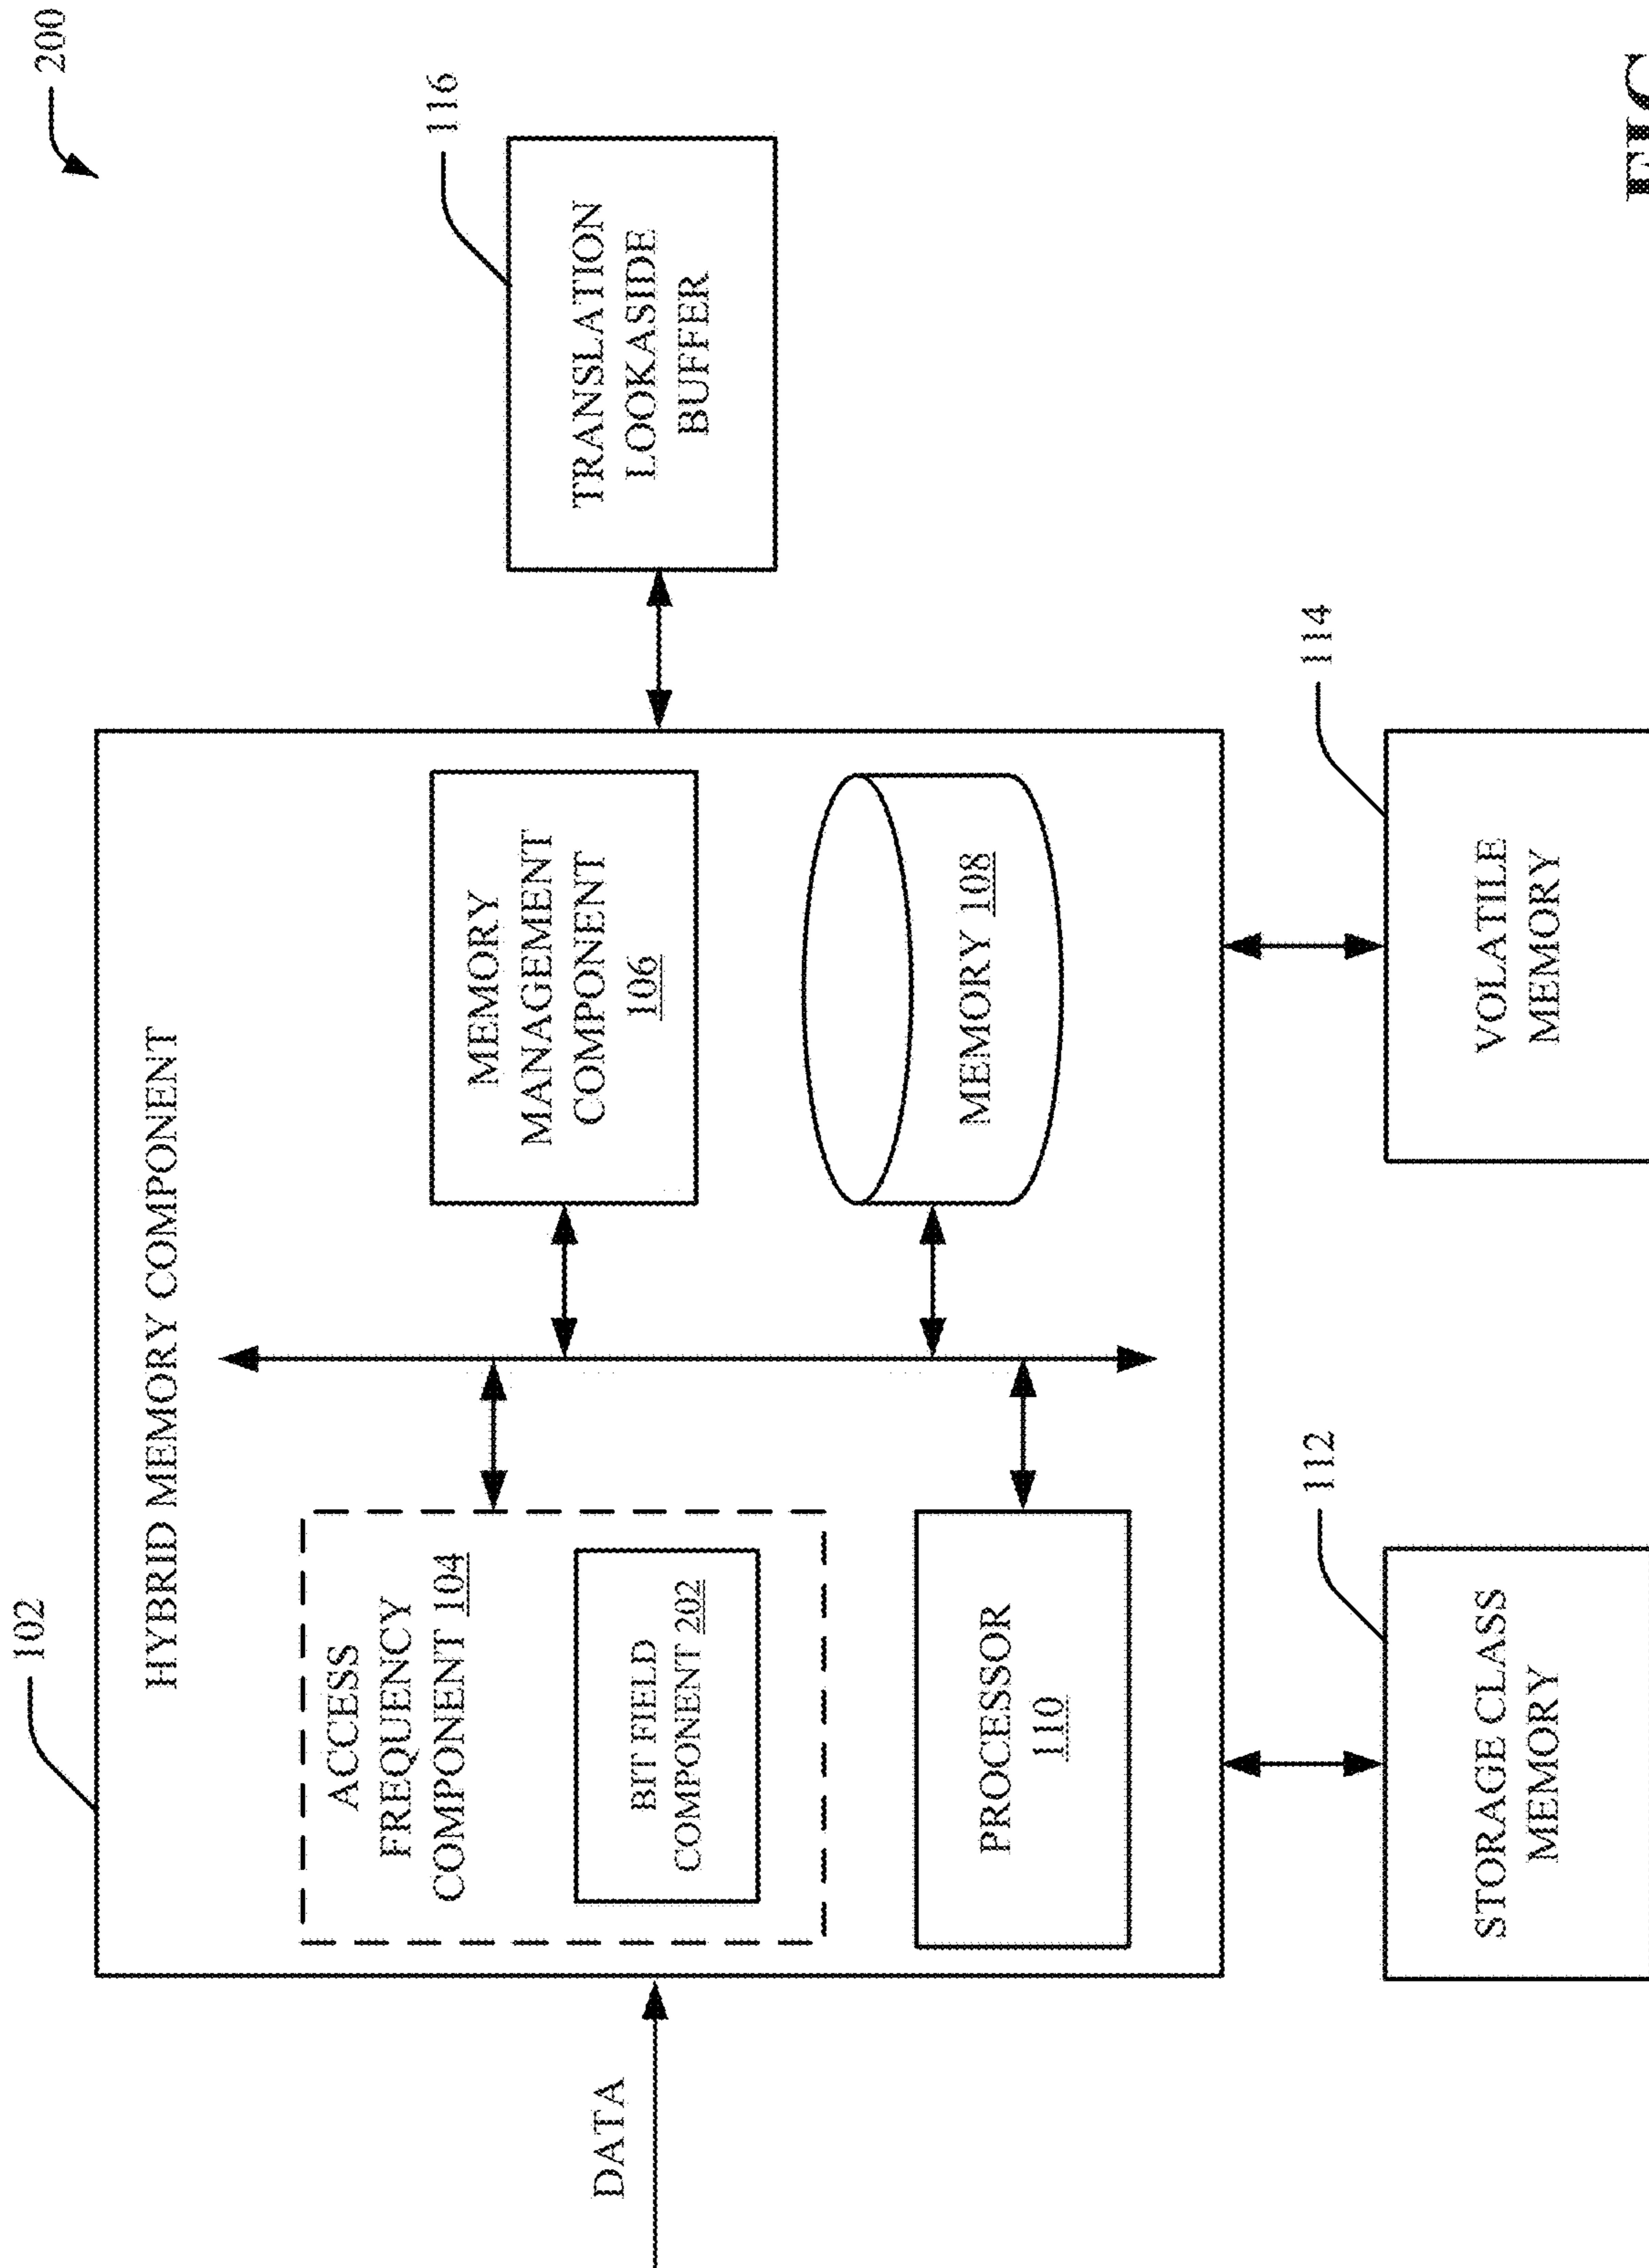 200
102
HYBRID MEMORY COMPONENT
ACCESS
FREQUENCY
COMPONENT 104
BIT FIELD
COMPONENT 202
MEMORY
MANAGEMENT
COMPONENT
106
116
TRANSLATION
LOOKASIDE
BUFFER
DATA
PROCESSOR
110
MEMORY 108
112
STORAGE CLASS
MEMORY
114
VOLATILE
MEMORY
FIG